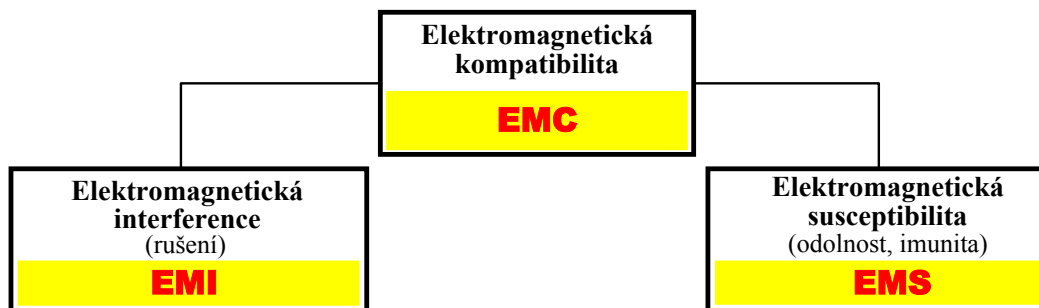 Elektromagnetická
kompatibilita
EMC
Elektromagnetická
interference
(rušení)
EMI
Elektromagnetická
susceptibilita
(odolnost, imunita)
EMS